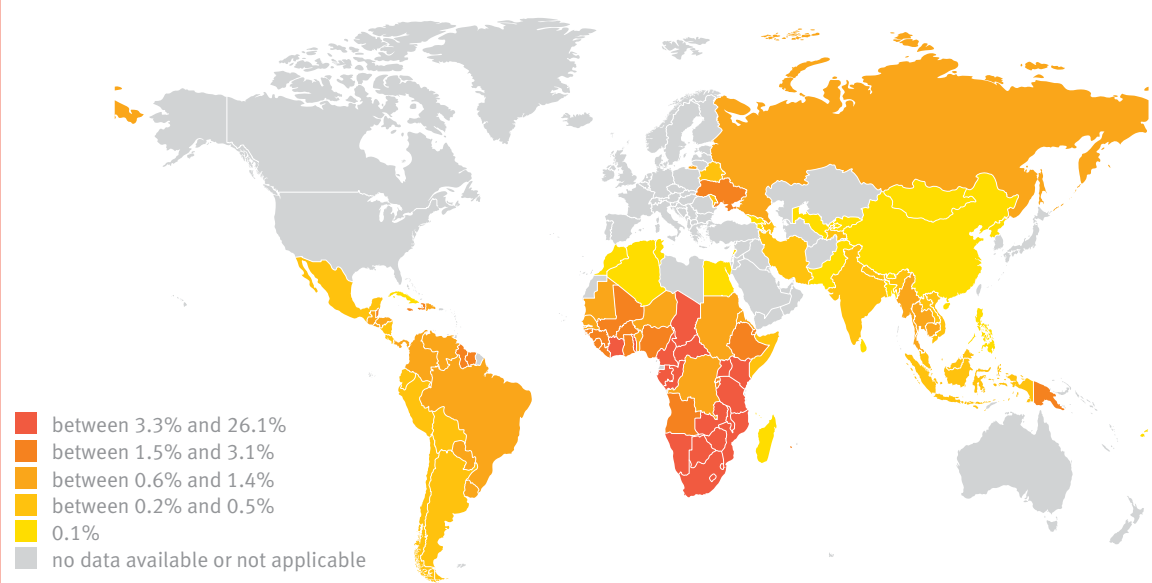 between 3.3% and 26.1%
between 1.5% and 3.1%
between 0.6% and 1.4%
between 0.2% and 0.5%
0.1%
no data available or not applicable